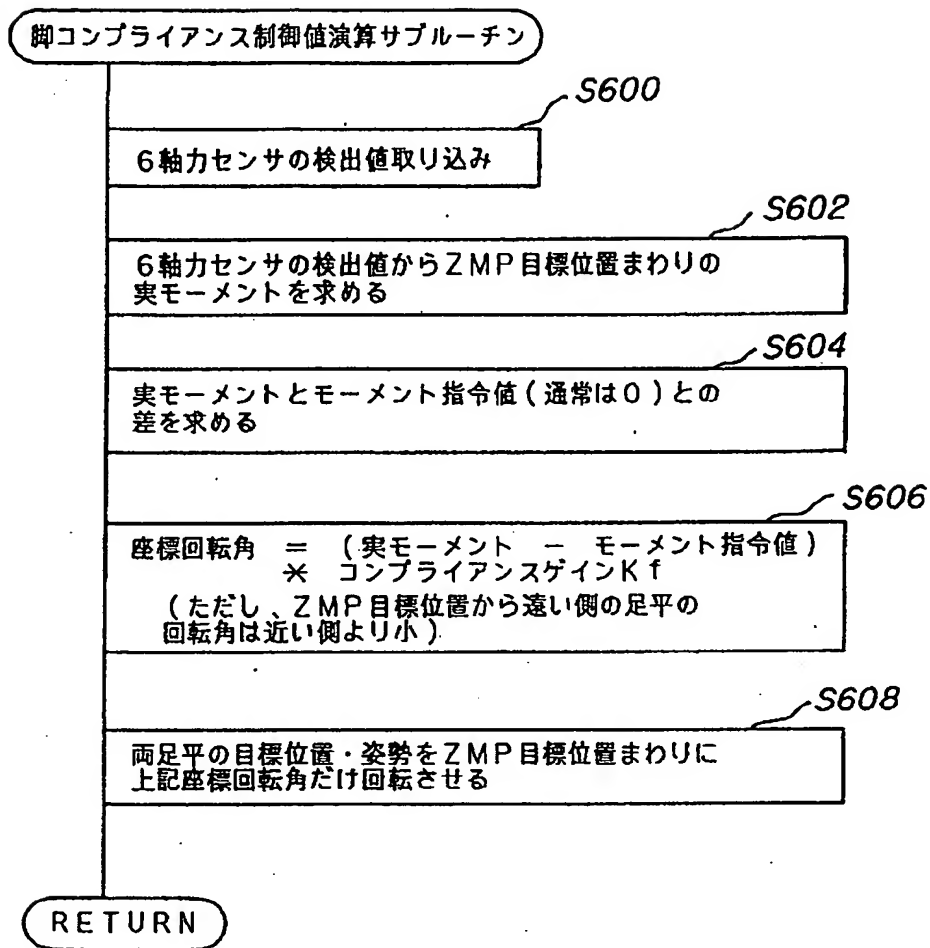 脚コンプライアンス制御値演算サブルーチン
S600
6軸力センサの検出値取り込み
S602
6軸力センサの検出値からZMP目標位置まわりの
実モーメントを求める
S604
実モーメントとモーメント指令値(通常は0)との
差を求める
S606
座標回転角 = (実モーメント － モーメント指令値)
* コンプライアンスゲインKf
(ただし、ZMP目標位置から遠い側の足平の
回転角は近い側より小)
S608
両足平の目標位置・姿勢をZMP目標位置まわりに
上記座標回転角だけ回転させる
RETURN